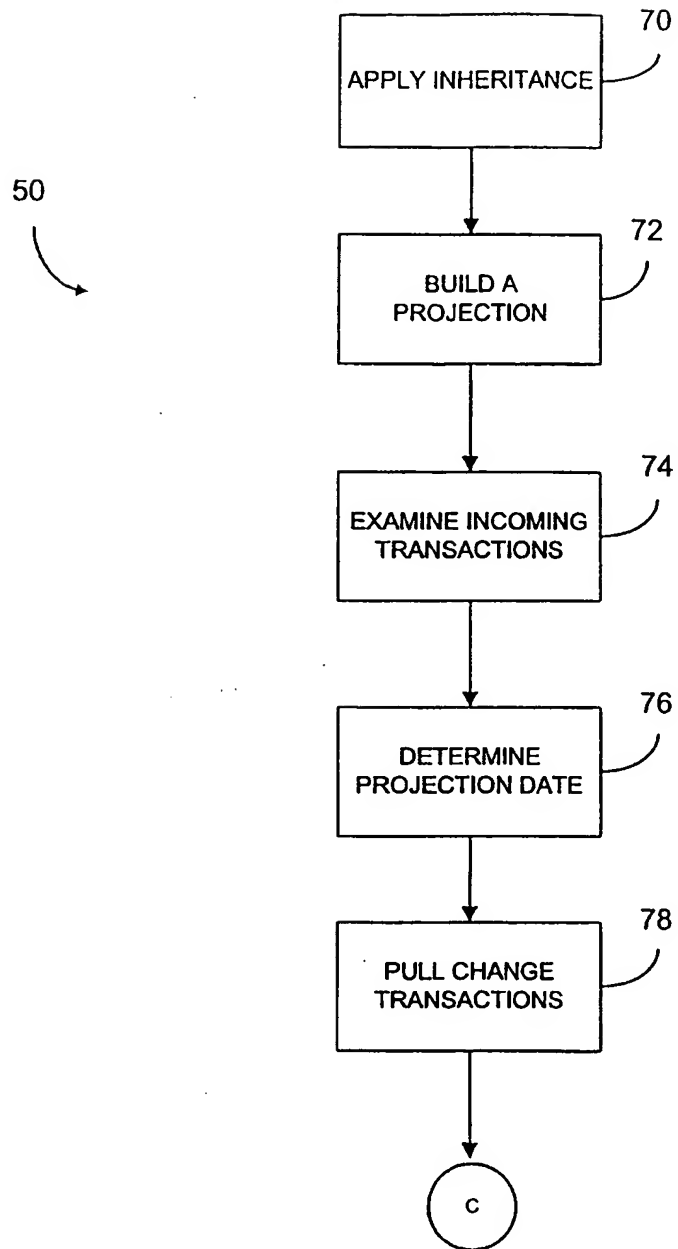 70
APPLY INHERITANCE
50
72
BUILD A
PROJECTION
74
EXAMINE INCOMING
TRANSACTIONS
76
DETERMINE
PROJECTION DATE
78
PULL CHANGE
TRANSACTIONS
C